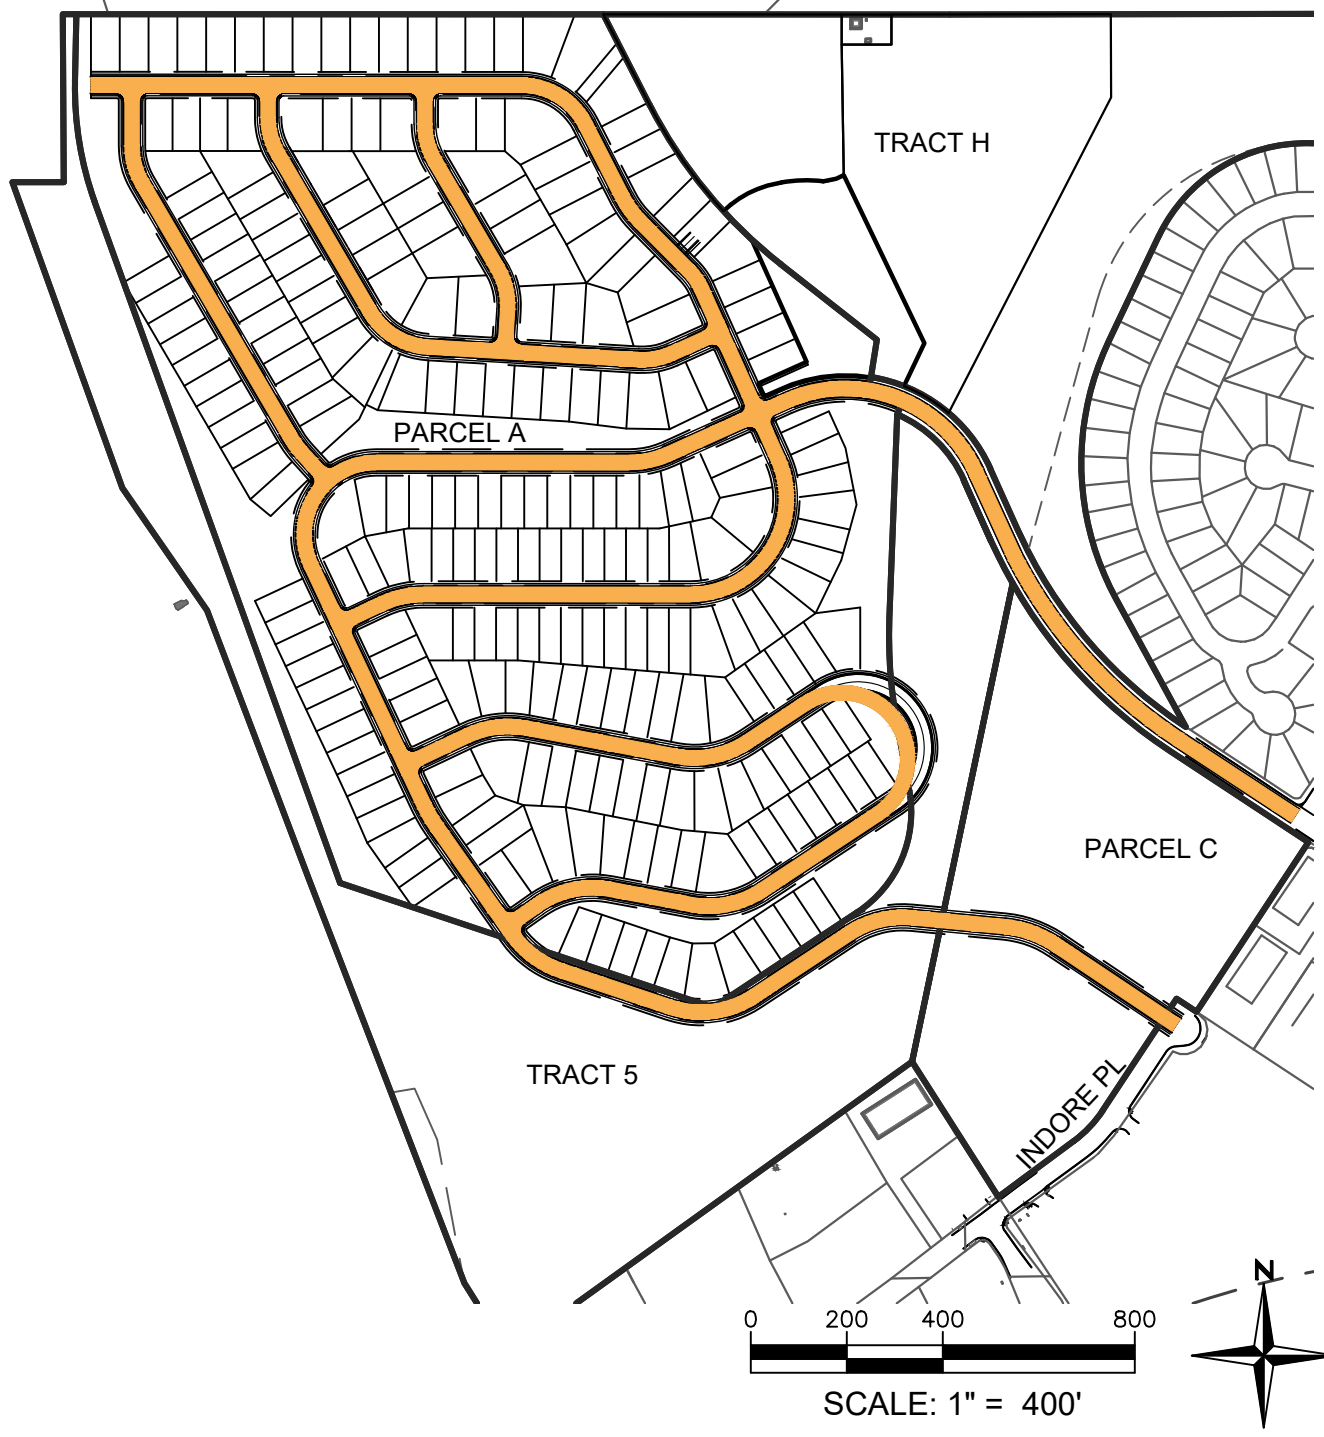 TRACT H
PARCEL A
PARCEL C
TRACT 5
INDORE PL
N
0 200 400 800
SCALE: 1" = 400'